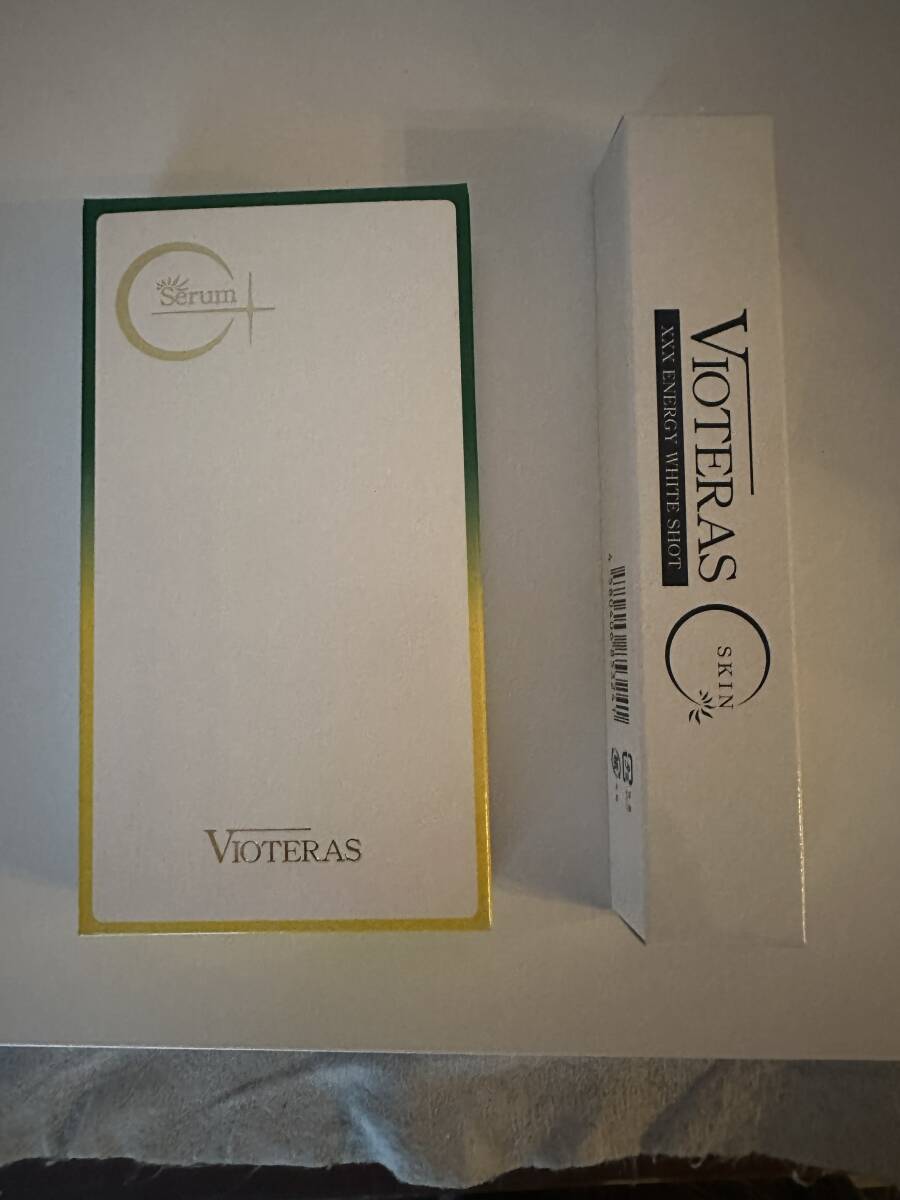 Serum
VIOTERAS
VIOTERAS
XXX ENERGY WHITE SHOT
SKIN